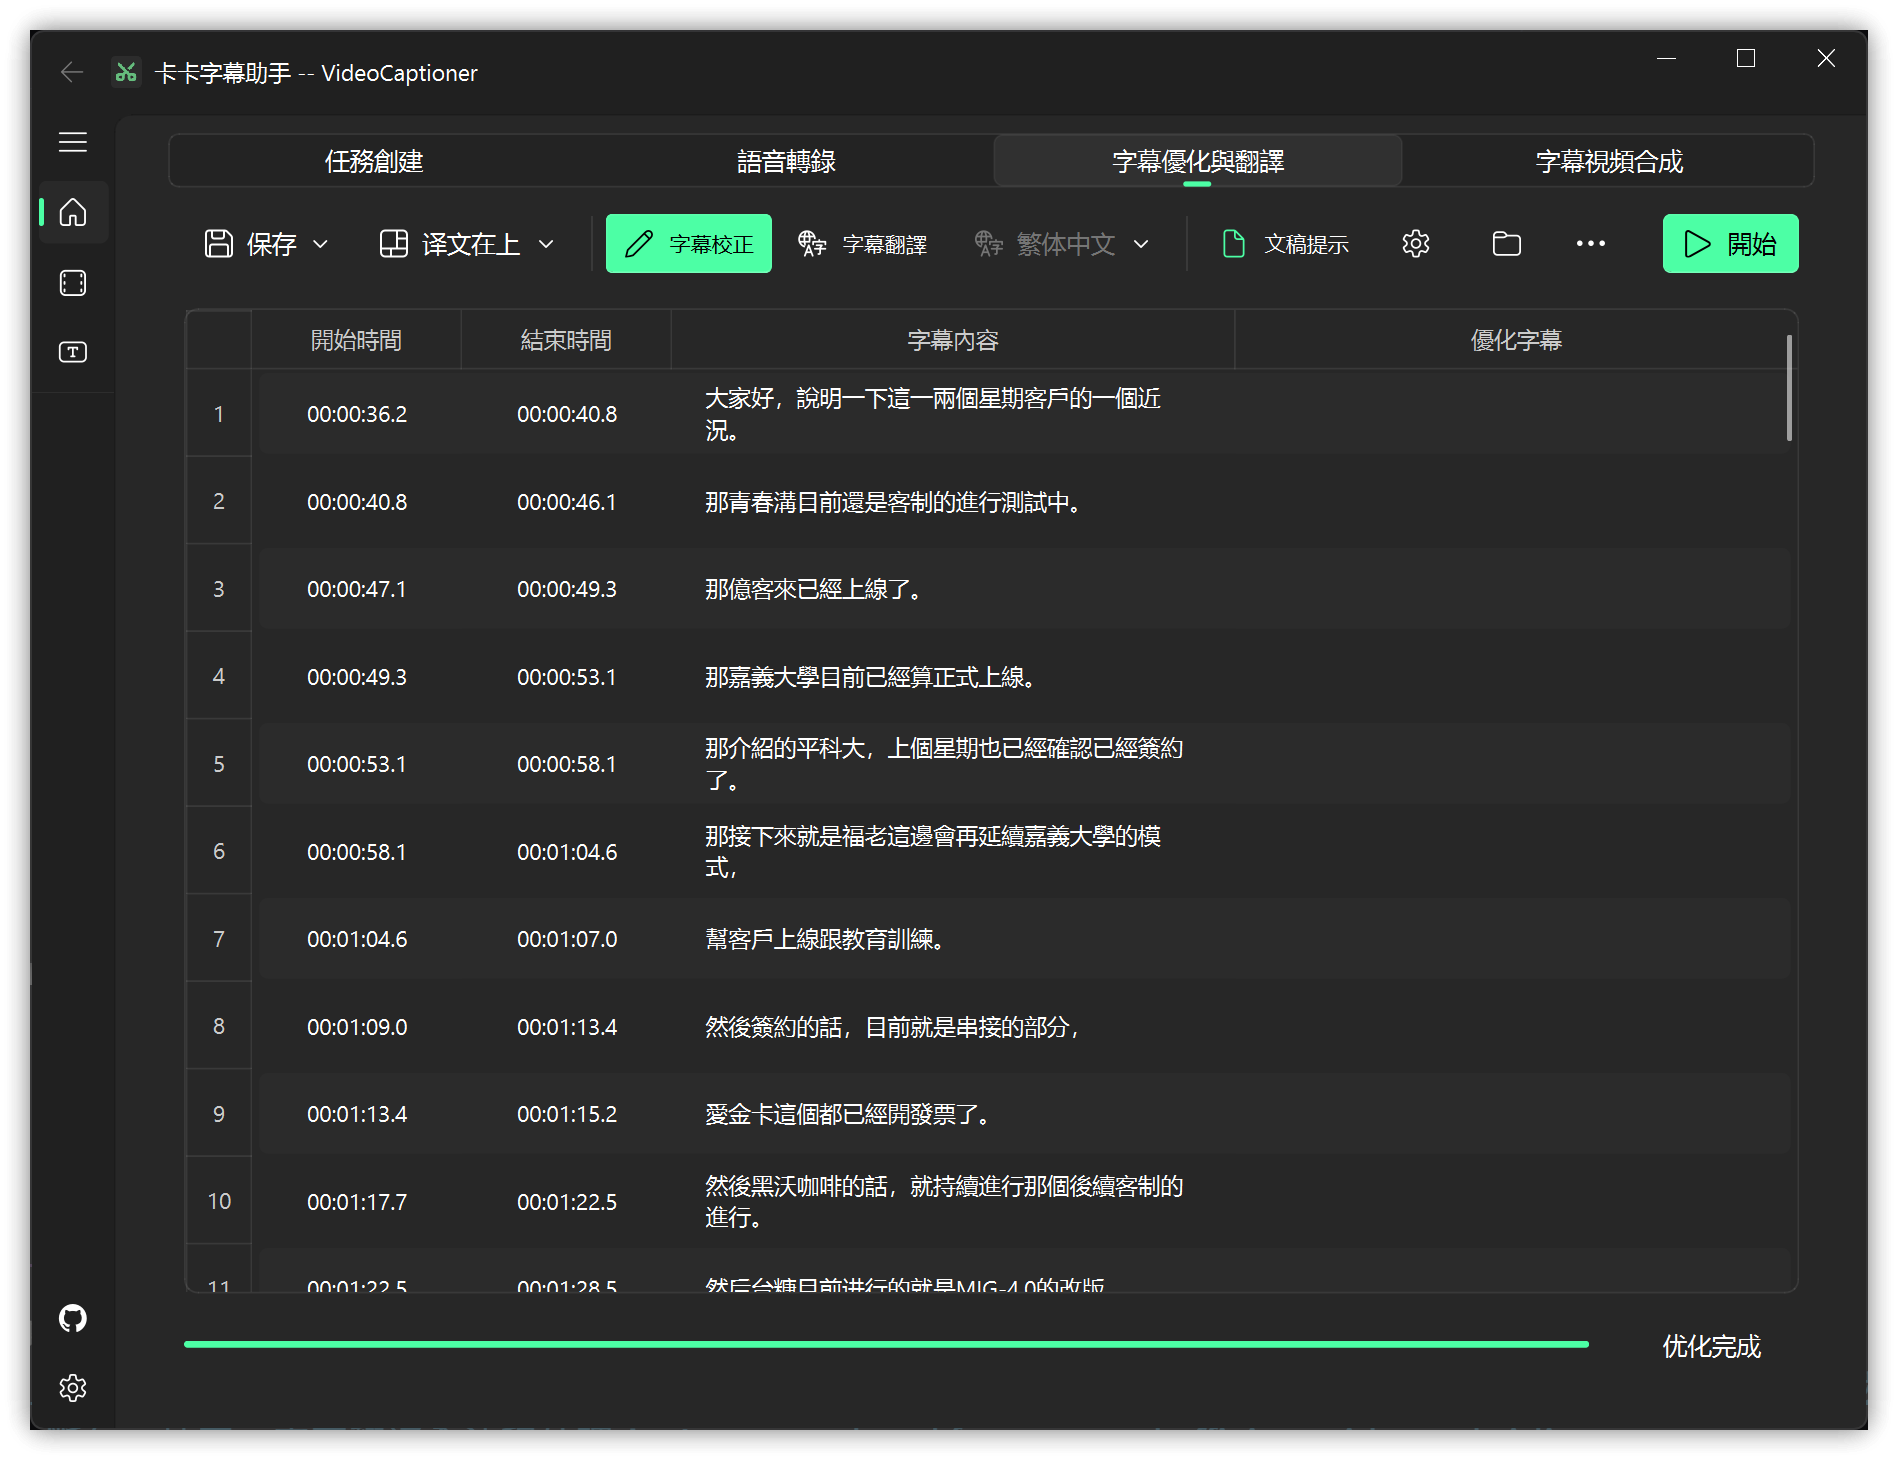 卡卡字幕助手 -- VideoCaptioner
任務創建
語音轉錄
字幕優化與翻譯
字幕視頻合成
保存
译文在上
字幕校正
字幕翻譯
繁体中文
文稿提示
開始
開始時間
結束時間
字幕內容
優化字幕
1
00:00:36.2
00:00:40.8
大家好，說明一下這一兩個星期客戶的一個近
況。
2
00:00:40.8
00:00:46.1
那青春溝目前還是客制的進行測試中。
3
00:00:47.1
00:00:49.3
那億客來已經上線了。
4
00:00:49.3
00:00:53.1
那嘉義大學目前已經算正式上線。
5
00:00:53.1
00:00:58.1
那介紹的平科大，上個星期也已經確認已經簽約
了。
6
00:00:58.1
00:01:04.6
那接下來就是福老這邊會再延續嘉義大學的模
式，
7
00:01:04.6
00:01:07.0
幫客戶上線跟教育訓練。
8
00:01:09.0
00:01:13.4
然後簽約的話，目前就是串接的部分，
9
00:01:13.4
00:01:15.2
愛金卡這個都已經開發票了。
10
00:01:17.7
00:01:22.5
然後黑沃咖啡的話，就持續進行那個後續客制的
進行。
11
00:01:22.5
00:01:28.5
然后台糖目前进行的就是MIG-4.0的改版
优化完成